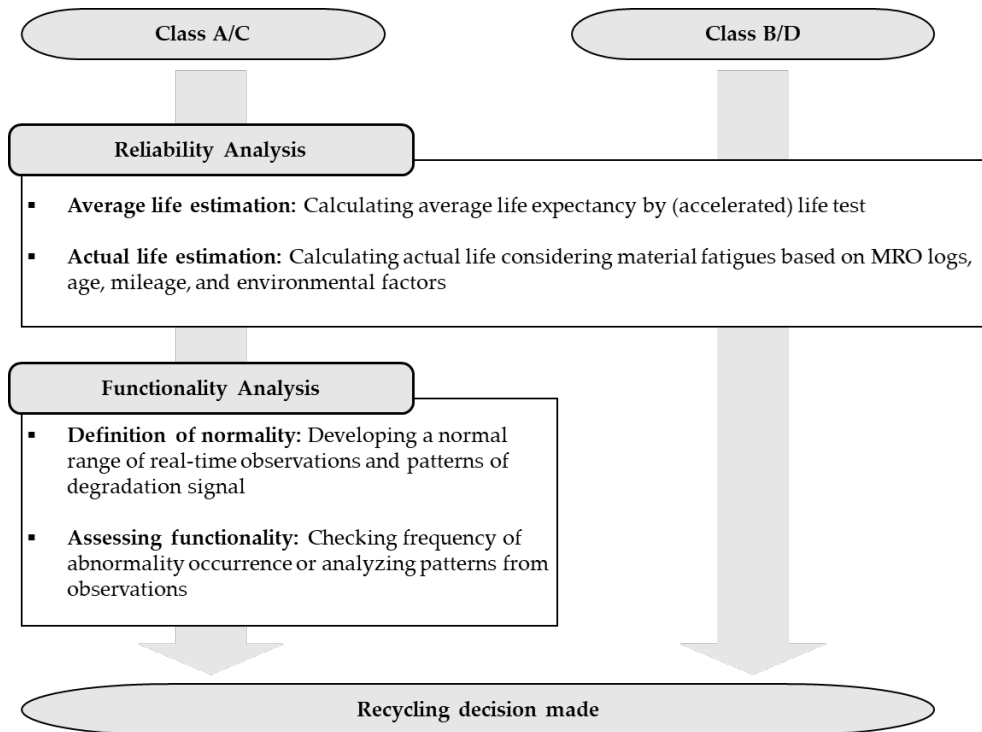 Class A/C
Class B/D
Reliability Analysis
▪ Average life estimation: Calculating average life expectancy by (accelerated) life test
▪ Actual life estimation: Calculating actual life considering material fatigues based on MRO logs,
age, mileage, and environmental factors
Functionality Analysis
▪ Definition of normality: Developing a normal
range of real-time observations and patterns of
degradation signal
▪ Assessing functionality: Checking frequency of
abnormality occurrence or analyzing patterns from
observations
Recycling decision made